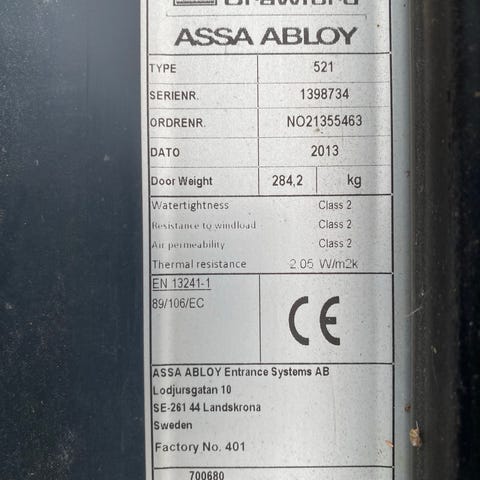 Crawford
ASSA ABLOY
TYPE 521
SERIENR. 1398734
ORDRENR. NO21355463
DATO 2013
Door Weight 284,2 kg
Watertightness Class 2
Resistance to windload Class 2
Air permeability Class 2
Thermal resistance 2.05 W/m2k
EN 13241-1
89/106/EC
CE
ASSA ABLOY Entrance Systems AB
Lodjursgatan 10
SE-261 44 Landskrona
Sweden
Factory No. 401
700680